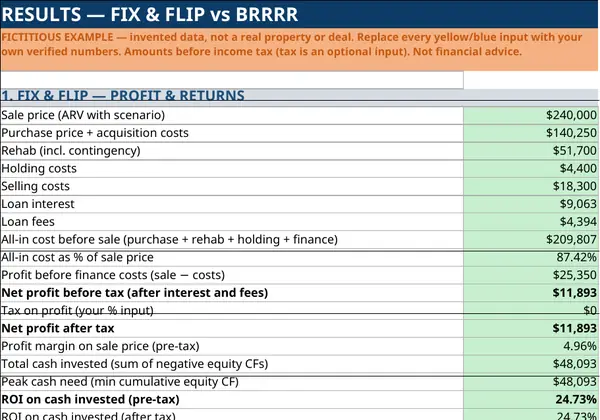 RESULTS — FIX & FLIP vs BRRRR
FICTITIOUS EXAMPLE — invented data, not a real property or deal. Replace every yellow/blue input with your
own verified numbers. Amounts before income tax (tax is an optional input). Not financial advice.
1. FIX & FLIP — PROFIT & RETURNS
Sale price (ARV with scenario) $240,000
Purchase price + acquisition costs $140,250
Rehab (incl. contingency) $51,700
Holding costs $4,400
Selling costs $18,300
Loan interest $9,063
Loan fees $4,394
All-in cost before sale (purchase + rehab + holding + finance) $209,807
All-in cost as % of sale price 87.42%
Profit before finance costs (sale − costs) $25,350
Net profit before tax (after interest and fees) $11,893
Tax on profit (your % input) $0
Net profit after tax $11,893
Profit margin on sale price (pre-tax) 4.96%
Total cash invested (sum of negative equity CFs) $48,093
Peak cash need (min cumulative equity CF) $48,093
ROI on cash invested (pre-tax) 24.73%
ROI on cash invested (after tax) 24.73%